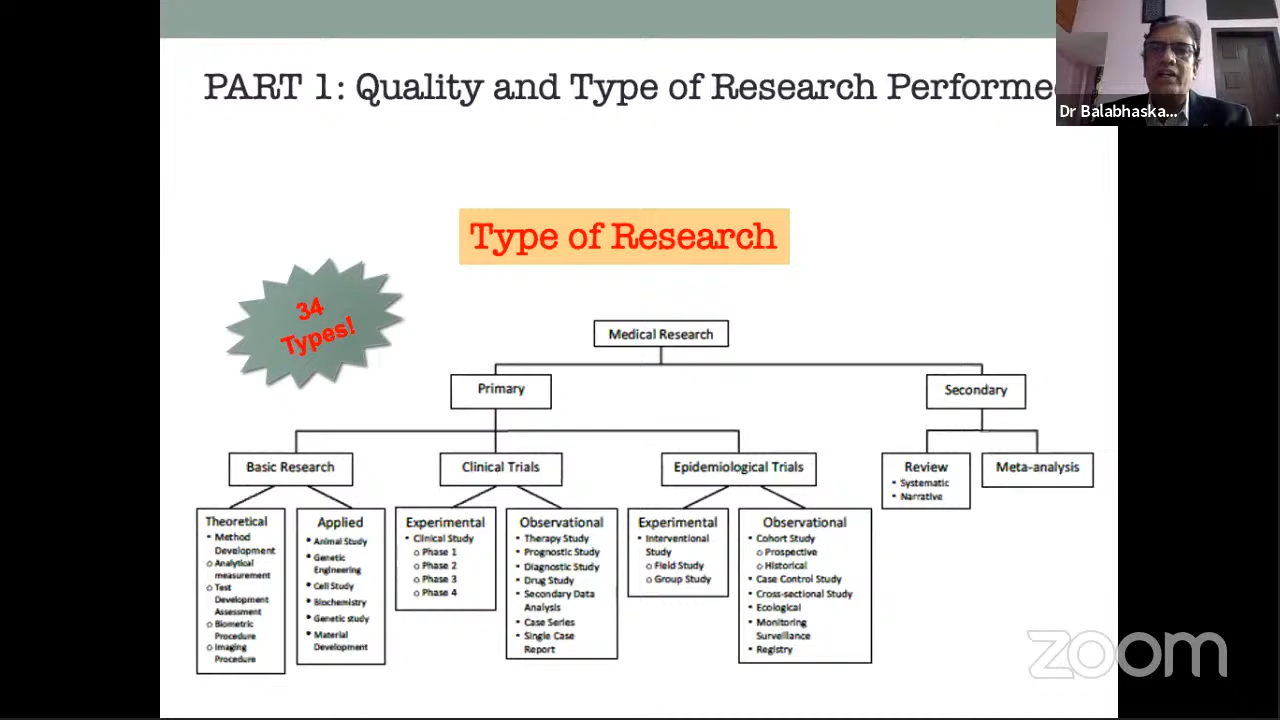 PART 1: Quality and Type of Research Performe
Dr Balabhaska...
Type of Research
34
Types!
Medical Research
Primary
Secondary
Basic Research
Clinical Trials
Epidemiological Trials
Review
• Systematic
• Narrative
Meta-analysis
Theoretical
• Method
Development
o Analytical
measurement
o Test
Development
Assessment
o Biometric
Procedure
o Imaging
Procedure
Applied
• Animal Study
• Genetic
Engineering
• Cell Study
• Biochemistry
• Genetic study
• Material
Development
Experimental
• Clinical Study
o Phase 1
o Phase 2
o Phase 3
o Phase 4
Observational
• Therapy Study
• Prognostic Study
• Diagnostic Study
• Drug Study
• Secondary Data
Analysis
• Case Series
• Single Case
Report
Experimental
• Interventional
Study
o Field Study
o Group Study
Observational
• Cohort Study
o Prospective
o Historical
• Case Control Study
• Cross-sectional Study
• Ecological
• Monitoring
Surveillance
• Registry
zoom